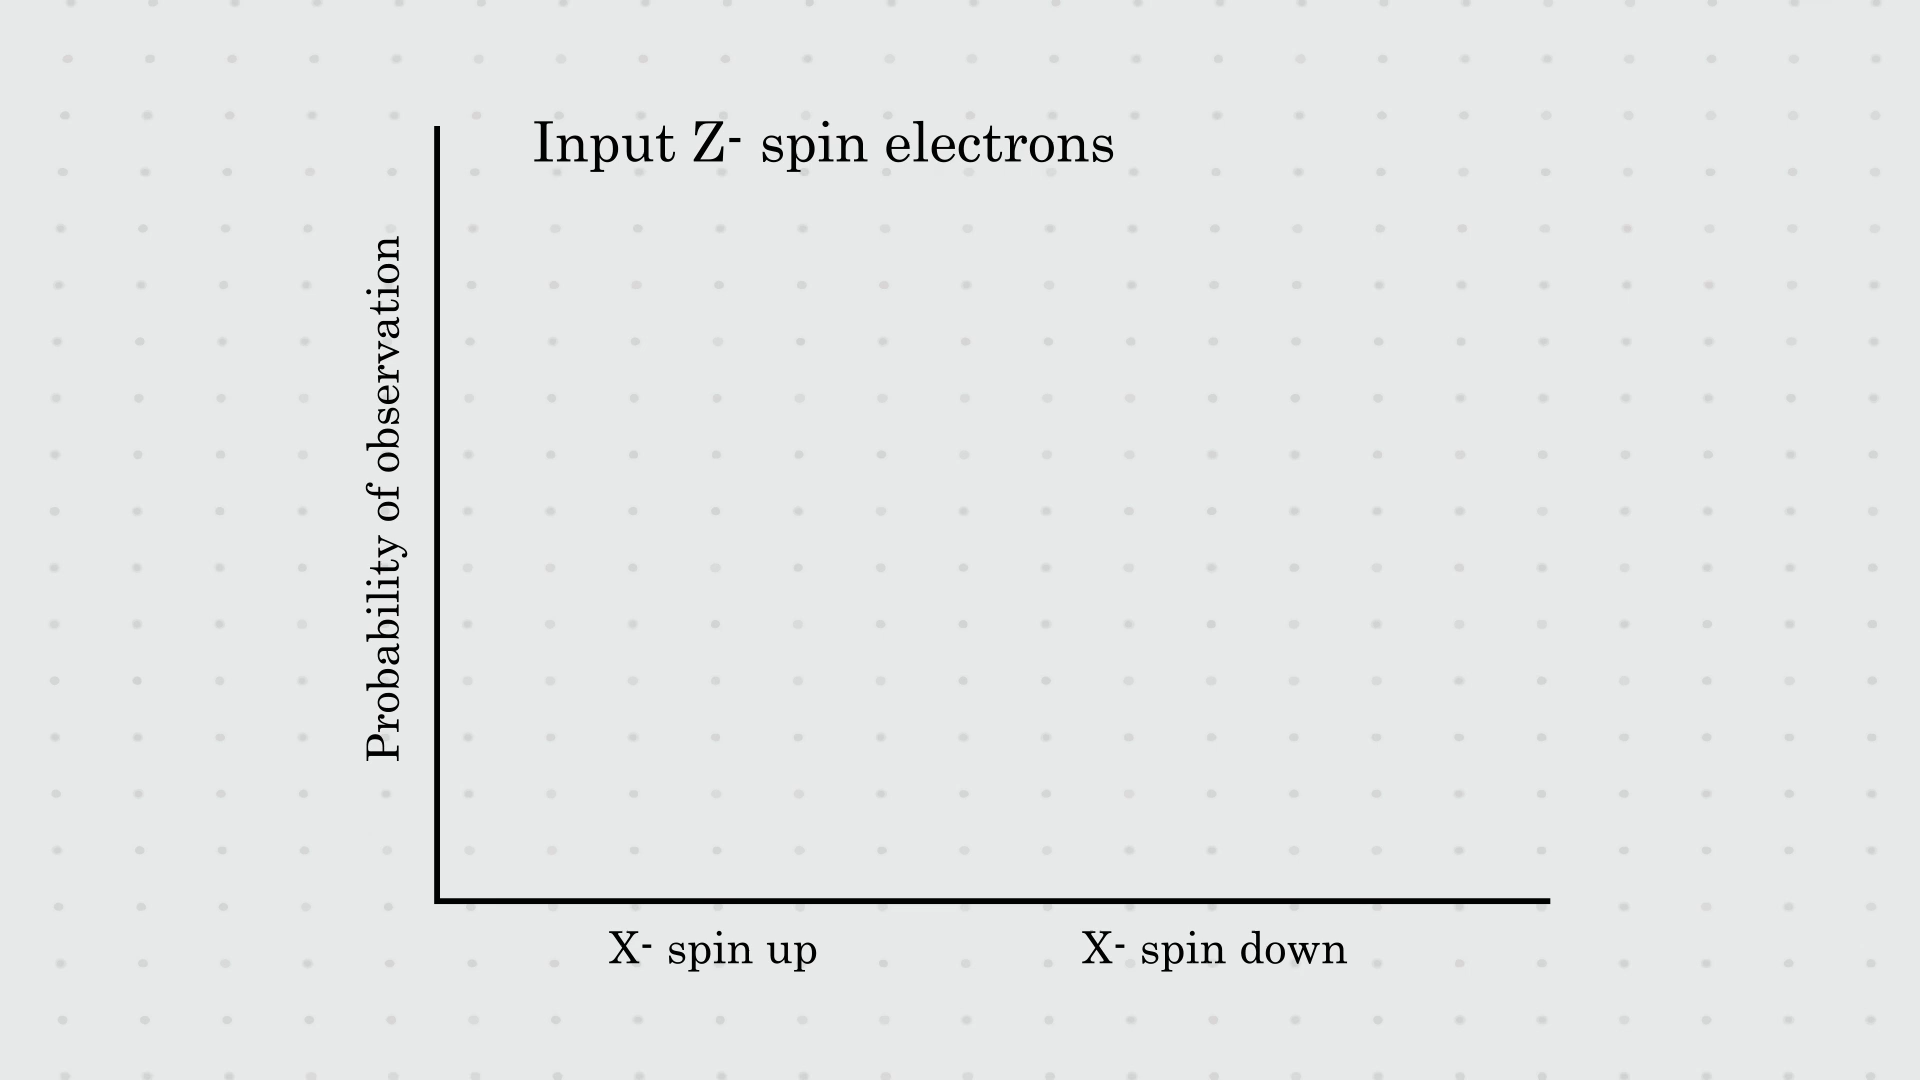 Input Z- spin electrons
Probability of observation
X- spin up
X- spin down